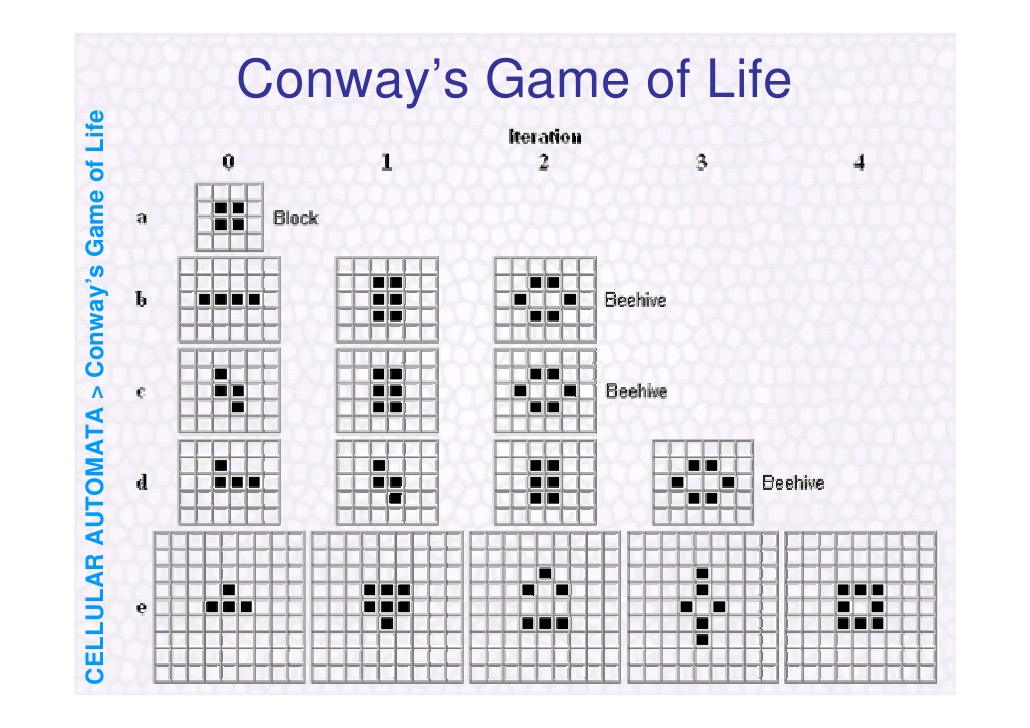 Conway's Game of Life
CELLULAR AUTOMATA > Conway's Game of Life
Iteration
0 1 2 3 4
a Block
b Beehive
c Beehive
d Beehive
e